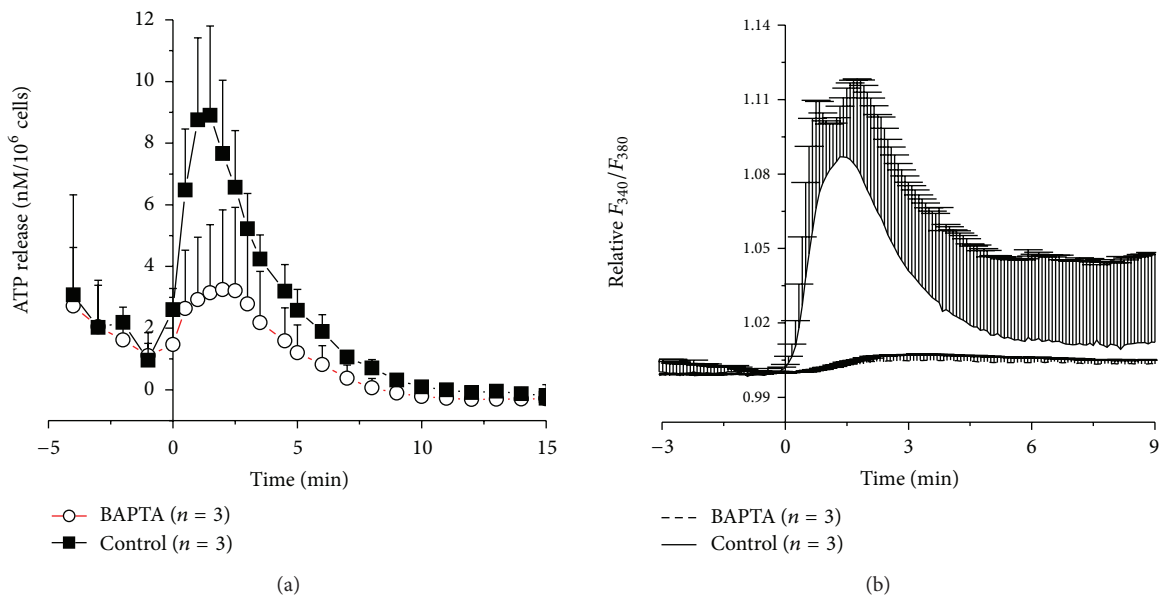 12
10
8
6
4
2
0
ATP release (nM/10⁶ cells)
−5 0 5 10 15
Time (min)
BAPTA (n = 3)
Control (n = 3)
(a)
1.14
1.11
1.08
1.05
1.02
0.99
Relative F₃₄₀/F₃₈₀
−3 0 3 6 9
Time (min)
BAPTA (n = 3)
Control (n = 3)
(b)